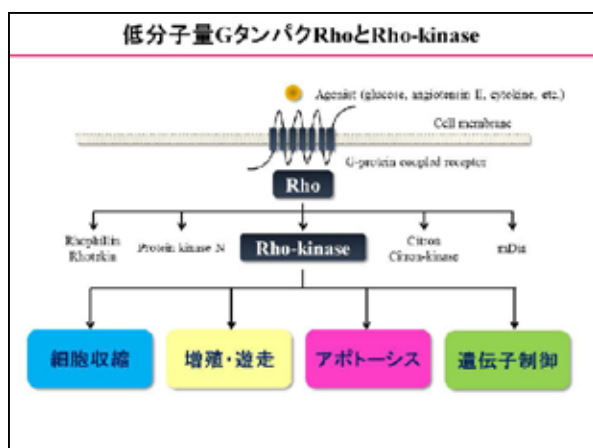 低分子量GタンパクRhoとRho-kinase
Agonist (glucose, angiotensin II, cytokine, etc.)
Cell membrane
G-protein coupled receptor
Rho
Rhophillin
Rhotekin
Protein kinase N
Rho-kinase
Citron
Citron-kinase
mDia
細胞収縮
増殖・遊走
アポトーシス
遺伝子制御